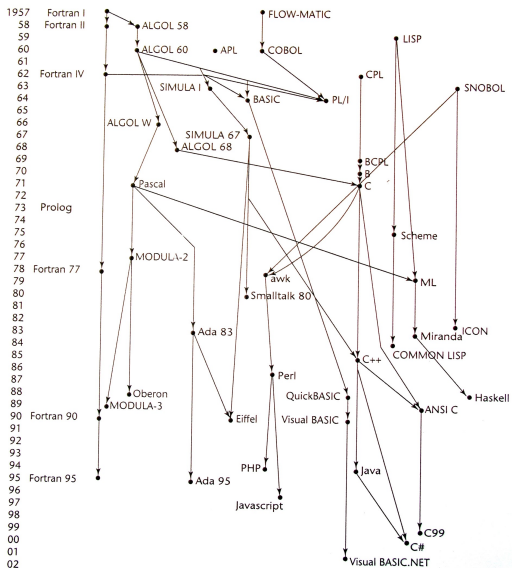 1957 Fortran I FLOW-MATIC
58 Fortran II ALGOL 58
59 LISP
60 ALGOL 60 APL COBOL
61
62 Fortran IV CPL
63 SIMULA I SNOBOL
64 BASIC PL/I
65
66 ALGOL W
67 SIMULA 67
68 ALGOL 68
69 BCPL
70 B
71 Pascal C
72
73 Prolog
74
75 Scheme
76
77 MODULA-2
78 Fortran 77 awk
79 ML
80 Smalltalk 80
81
82
83 Ada 83 ICON
84 Miranda
85 COMMON LISP
86 C++
87 Perl
88 Oberon QuickBASIC Haskell
89 MODULA-3 ANSI C
90 Fortran 90 Eiffel Visual BASIC
91
92
93
94 PHP
95 Fortran 95 Ada 95 Java
96
97 Javascript
98
99 C99
00 C#
01
02 Visual BASIC.NET